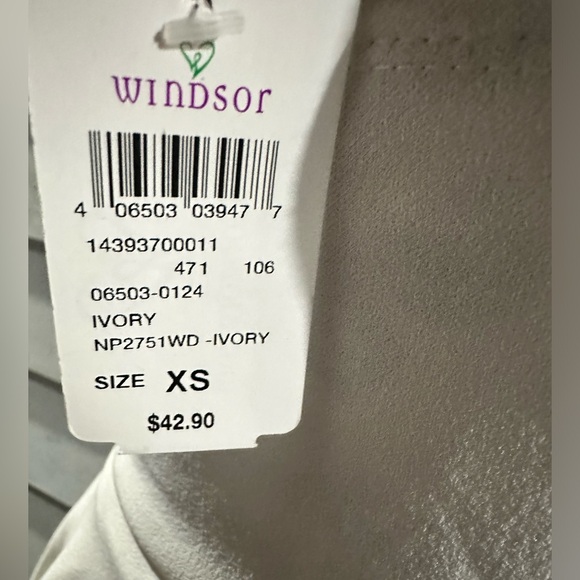 WINDSOR
4 06503 03947 7
14393700011
471 106
06503-0124
IVORY
NP2751WD -IVORY
SIZE XS
$42.90